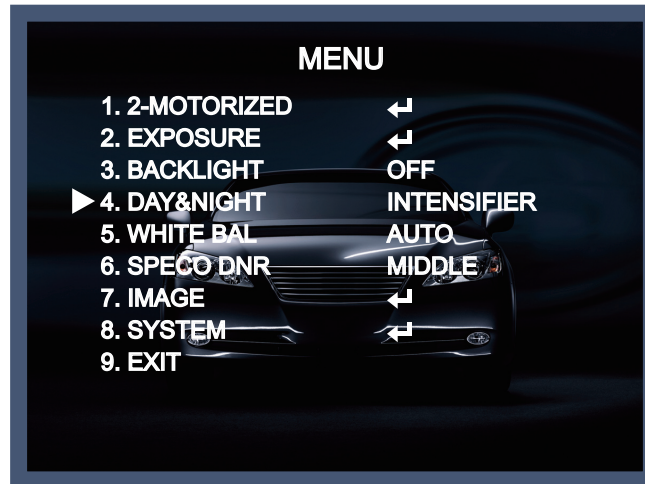 MENU
1. 2-MOTORIZED ↵
2. EXPOSURE ↵
3. BACKLIGHT OFF
4. DAY&NIGHT INTENSIFIER
5. WHITE BAL AUTO
6. SPECO DNR MIDDLE
7. IMAGE ↵
8. SYSTEM ↵
9. EXIT